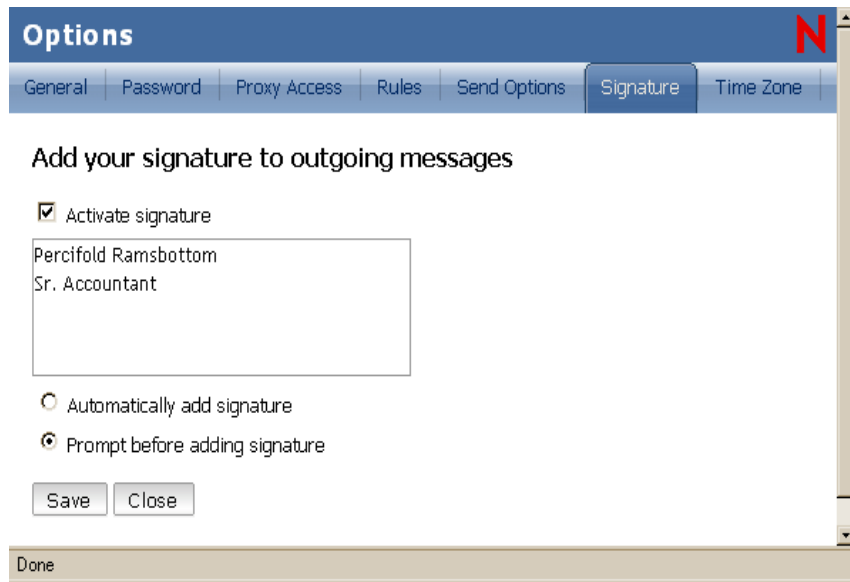 Options
N
General Password Proxy Access Rules Send Options Signature Time Zone
Add your signature to outgoing messages
Activate signature
Percifold Ramsbottom
Sr. Accountant
Automatically add signature
Prompt before adding signature
Save Close
Done